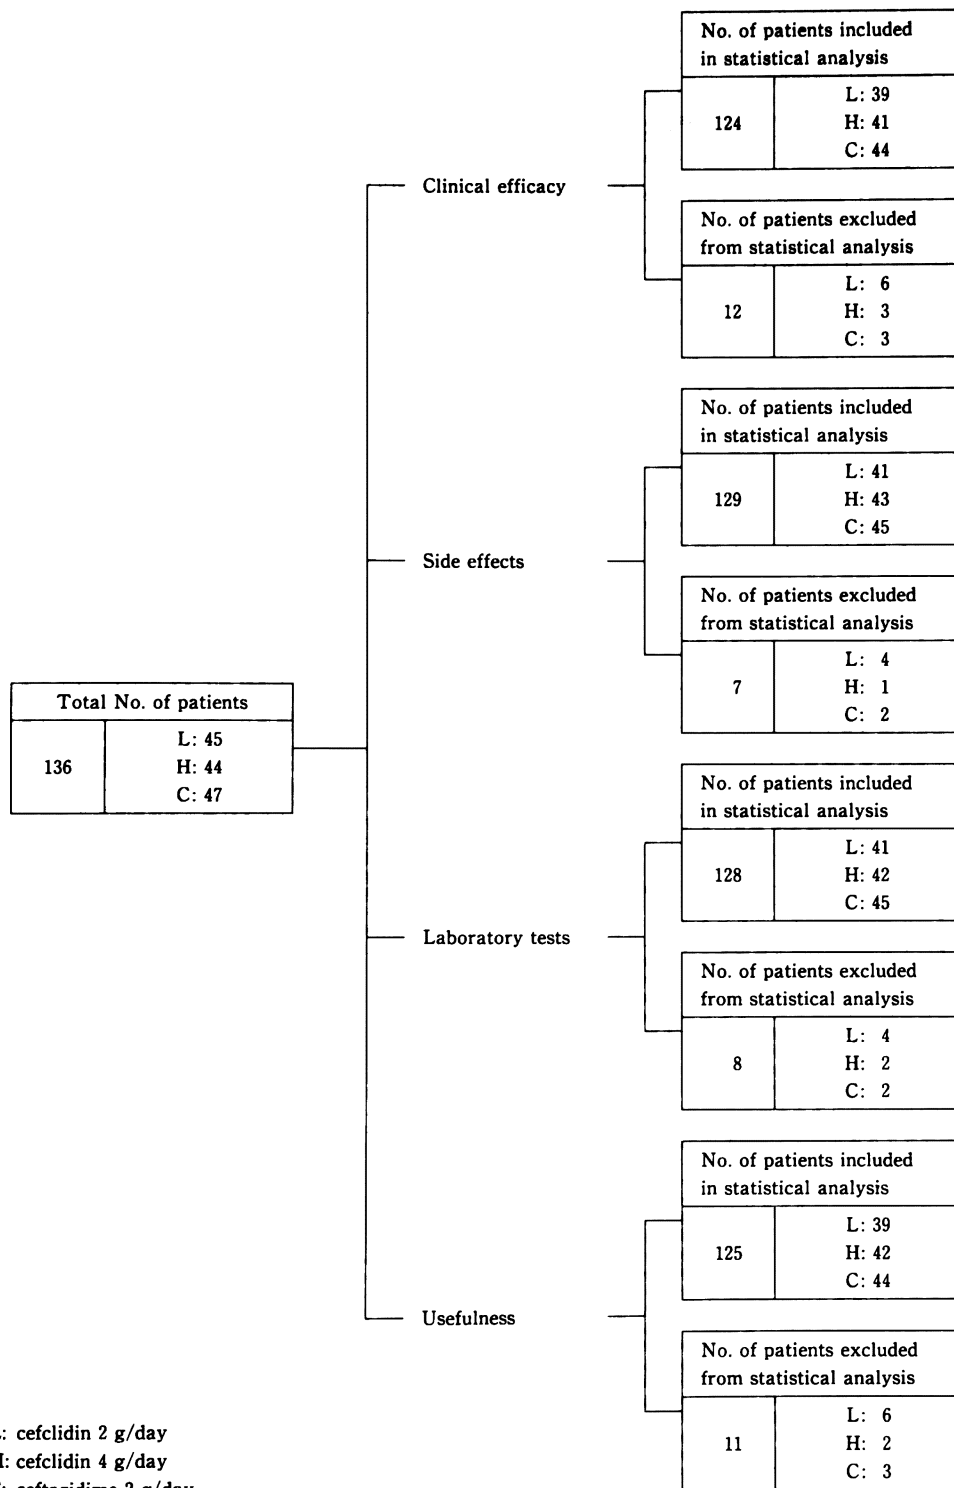 No. of patients included
in statistical analysis
124
L: 39
H: 41
C: 44
Clinical efficacy
No. of patients excluded
from statistical analysis
12
L: 6
H: 3
C: 3
No. of patients included
in statistical analysis
129
L: 41
H: 43
C: 45
Side effects
No. of patients excluded
from statistical analysis
7
L: 4
H: 1
C: 2
Total No. of patients
136
L: 45
H: 44
C: 47
No. of patients included
in statistical analysis
128
L: 41
H: 42
C: 45
Laboratory tests
No. of patients excluded
from statistical analysis
8
L: 4
H: 2
C: 2
No. of patients included
in statistical analysis
125
L: 39
H: 42
C: 44
Usefulness
No. of patients excluded
from statistical analysis
11
L: 6
H: 2
C: 3
: cefclidin 2 g/day
: cefclidin 4 g/day